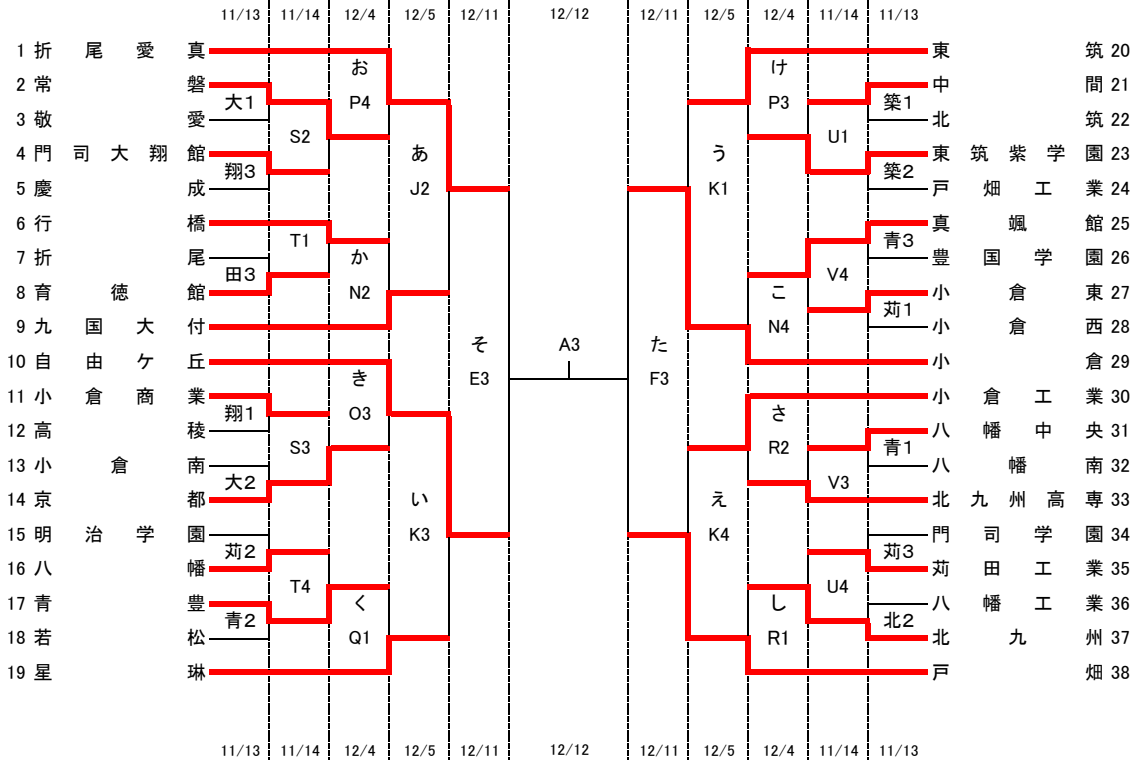 11/13 11/14 12/4 12/5 12/11 12/12 12/11 12/5 12/4 11/14 11/13
1 折尾愛真
2 常磐
大1
3 敬愛
4 門司大翔館
翔3
5 慶成
6 行橋
7 折尾
田3
8 育徳館
9 九国大付
10 自由ケ丘
11 小倉商業
翔1
12 高稜
13 小倉南
大2
14 京都
15 明治学園
苅2
16 八幡
17 青豊
青2
18 若松
19 星琳
S2
T1
S3
T4
お
P4
か
N2
き
O3
く
Q1
あ
J2
い
K3
そ
E3
A3
た
F3
う
K1
え
K4
け
P3
こ
N4
さ
R2
し
R1
U1
V4
V3
U4
東筑 20
中間 21
築1
北筑 22
東筑紫学園 23
築2
戸畑工業 24
真颯館 25
青3
豊国学園 26
小倉東 27
苅1
小倉西 28
小倉 29
小倉工業 30
八幡中央 31
青1
八幡南 32
北九州高専 33
門司学園 34
苅3
苅田工業 35
八幡工業 36
北2
北九州 37
戸畑 38
11/13 11/14 12/4 12/5 12/11 12/12 12/11 12/5 12/4 11/14 11/13